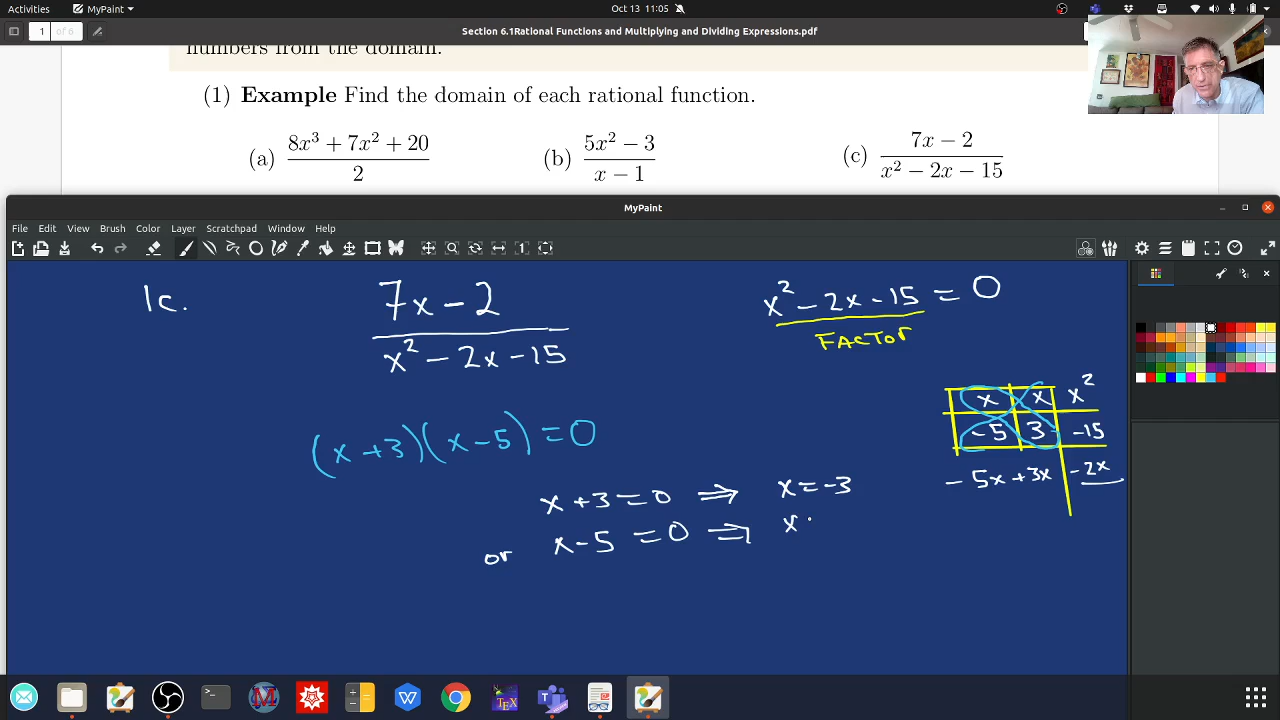 Activities
MyPaint
Oct 13 11:05
1 of 6
Section 6.1Rational Functions and Multiplying and Dividing Expressions.pdf
numbers from the domain.
(1) Example Find the domain of each rational function.
(a) 8x³ + 7x² + 20 / 2
(b) 5x² − 3 / x − 1
(c) 7x − 2 / x² − 2x − 15
MyPaint
File Edit View Brush Color Layer Scratchpad Window Help
1c.
7x − 2 / x² − 2x − 15
x² − 2x − 15 = 0
FACTOR
x x x²
-5 3 -15
- 5x + 3x -2x
(x + 3)(x − 5) = 0
x + 3 = 0 ⇒ x = -3
or x − 5 = 0 ⇒ x